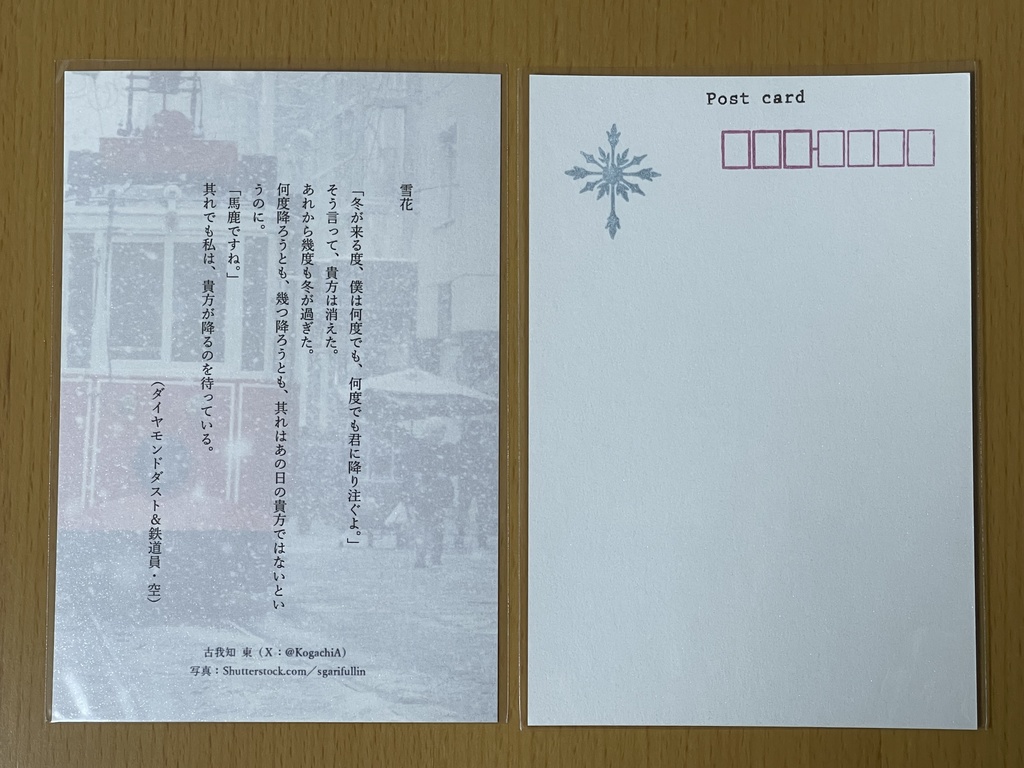 雪花
「冬が来る度、僕は何度でも、何度でも君に降り注ぐよ。」
そう言って、貴方は消えた。
あれから幾度も冬が過ぎた。
何度降ろうとも、幾つ降ろうとも、其れはあの日の貴方ではないとい
うのに。
「馬鹿ですね。」
其れでも私は、貴方が降るのを待っている。
（ダイヤモンドダスト＆鉄道員・空）
古我知 東（X：@KogachiA）
写真：Shutterstock.com／sgarifullin
Post card